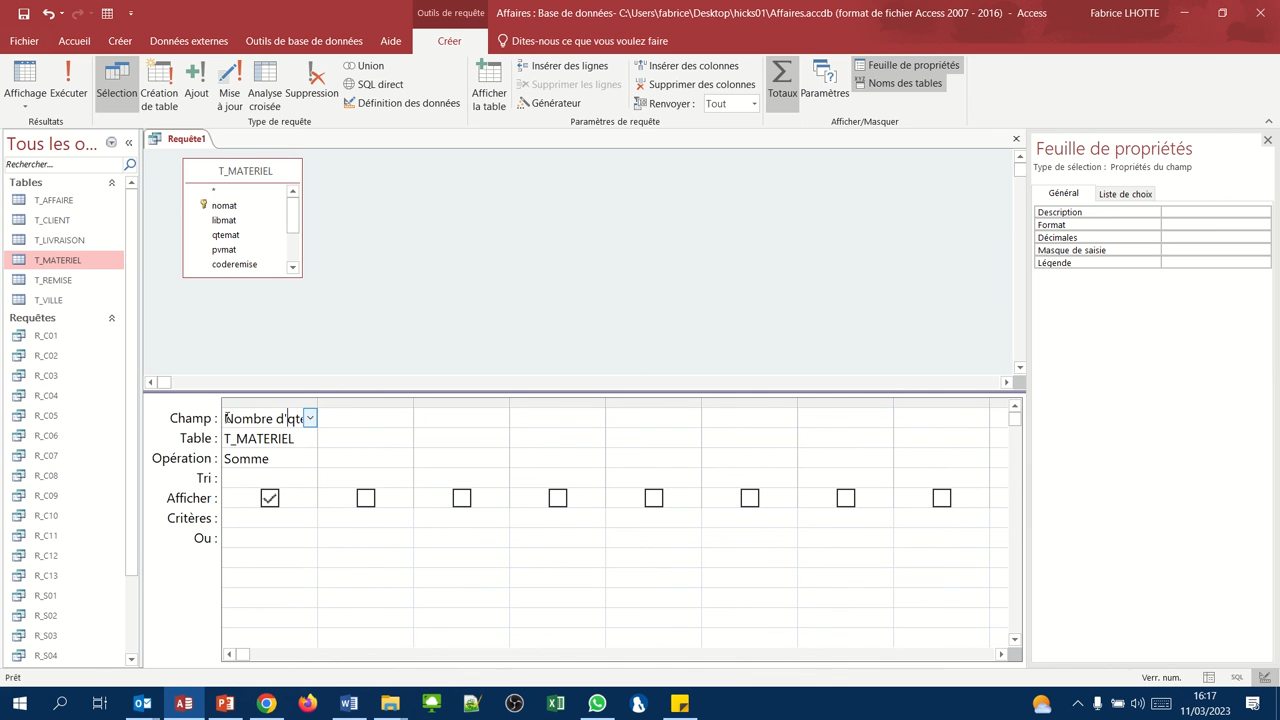 Outils de requête
Affaires : Base de données- C:\Users\fabrice\Desktop\hicks01\Affaires.accdb (format de fichier Access 2007 - 2016) - Access
Fabrice LHOTTE
Fichier
Accueil
Créer
Données externes
Outils de base de données
Aide
Créer
Dites-nous ce que vous voulez faire
Affichage
Exécuter
Résultats
Sélection
Création de table
Ajout
Mise à jour
Analyse croisée
Suppression
Union
SQL direct
Définition des données
Type de requête
Afficher la table
Insérer des lignes
Supprimer les lignes
Générateur
Insérer des colonnes
Supprimer des colonnes
Renvoyer : Tout
Paramètres de requête
Totaux
Paramètres
Feuille de propriétés
Noms des tables
Afficher/Masquer
Tous les o...
Rechercher...
Tables
T_AFFAIRE
T_CLIENT
T_LIVRAISON
T_MATERIEL
T_REMISE
T_VILLE
Requêtes
R_C01
R_C02
R_C03
R_C04
R_C05
R_C06
R_C07
R_C08
R_C09
R_C10
R_C11
R_C12
R_C13
R_S01
R_S02
R_S03
R_S04
Requête1
T_MATERIEL
*
nomat
libmat
qtemat
pvmat
coderemise
Champ : Nombre d'qte
Table : T_MATERIEL
Opération : Somme
Tri :
Afficher :
Critères :
Ou :
Feuille de propriétés
Type de sélection : Propriétés du champ
Général
Liste de choix
Description
Format
Décimales
Masque de saisie
Légende
Prêt
Verr. num.
SQL
16:17
11/03/2023